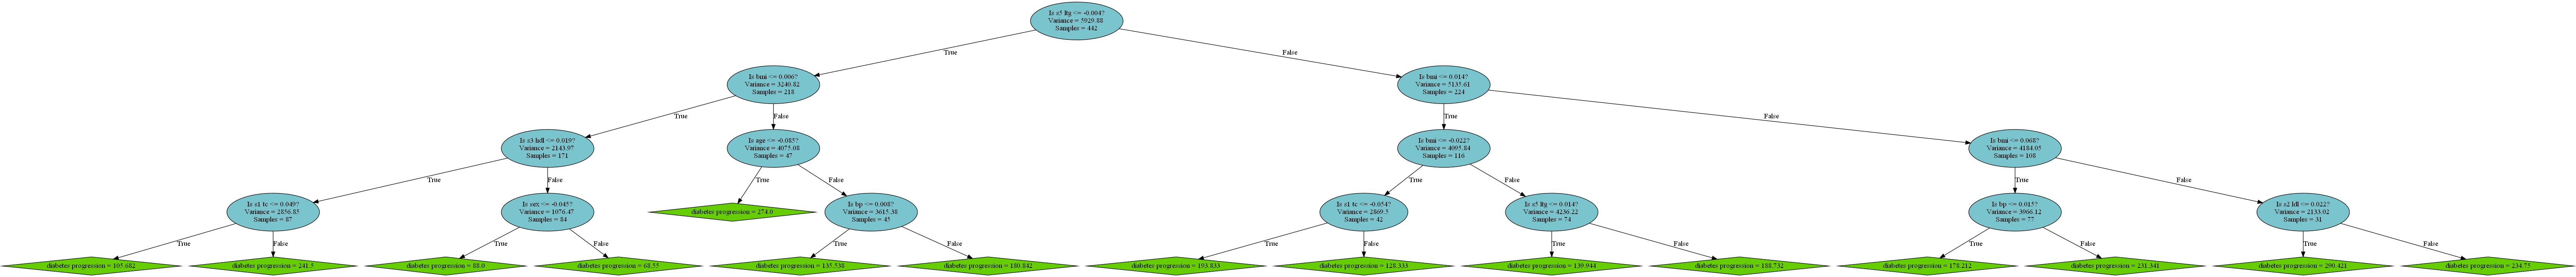 Is s5 ltg <= -0.004?
Variance = 5929.88
Samples = 442
True
False
Is bmi <= 0.006?
Variance = 3240.82
Samples = 218
Is bmi <= 0.014?
Variance = 5135.61
Samples = 224
True
False
True
False
Is s3 hdl <= 0.019?
Variance = 2143.97
Samples = 171
Is age <= -0.085?
Variance = 4075.08
Samples = 47
Is bmi <= -0.022?
Variance = 4095.84
Samples = 116
Is bmi <= 0.068?
Variance = 4184.05
Samples = 108
True
False
True
False
True
False
True
False
Is s1 tc <= 0.049?
Variance = 2856.85
Samples = 87
Is sex <= -0.045?
Variance = 1076.47
Samples = 84
diabetes progression = 274.0
Is bp <= 0.008?
Variance = 3615.38
Samples = 45
Is s1 tc <= -0.054?
Variance = 2869.5
Samples = 42
Is s5 ltg <= 0.014?
Variance = 4236.22
Samples = 74
Is bp <= 0.015?
Variance = 3966.12
Samples = 77
Is s2 ldl <= 0.022?
Variance = 2133.02
Samples = 31
True
False
True
False
True
False
True
False
True
False
True
False
True
False
diabetes progression = 105.682
diabetes progression = 241.5
diabetes progression = 88.0
diabetes progression = 68.55
diabetes progression = 135.538
diabetes progression = 180.842
diabetes progression = 193.833
diabetes progression = 128.333
diabetes progression = 139.944
diabetes progression = 188.732
diabetes progression = 178.212
diabetes progression = 231.341
diabetes progression = 290.421
diabetes progression = 234.75